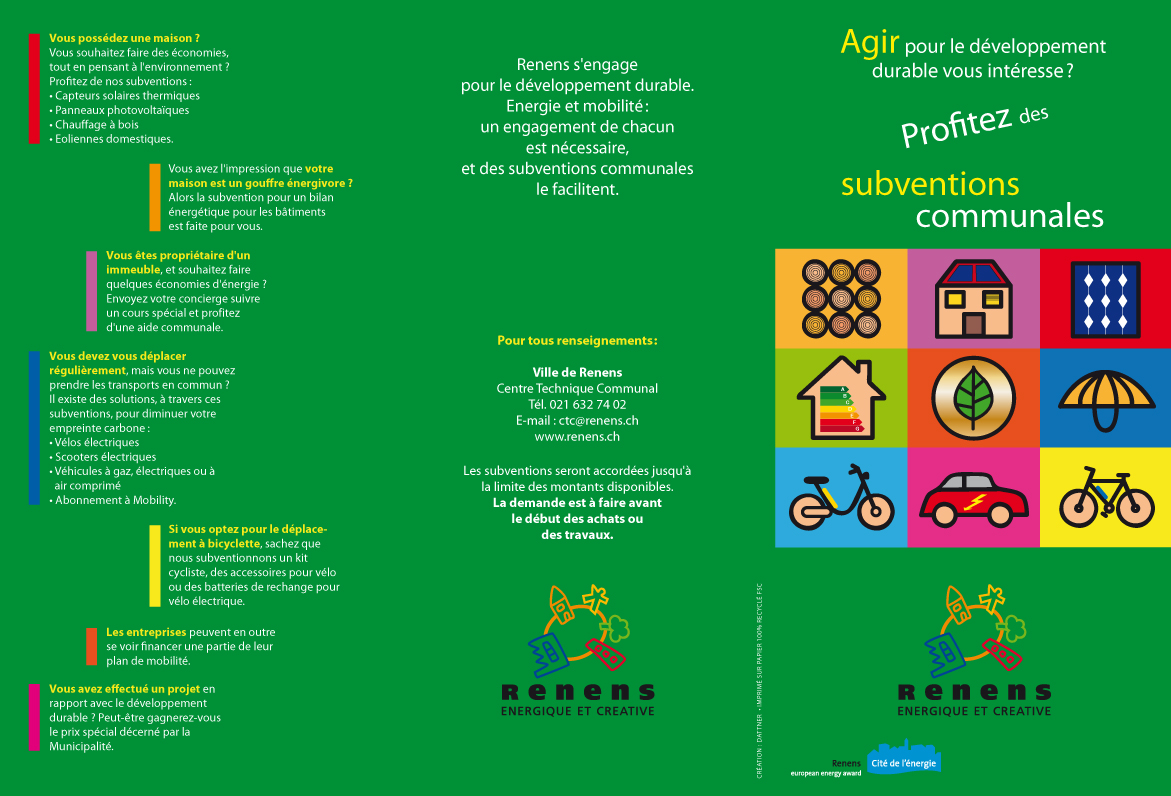 Vous possédez une maison ?
Vous souhaitez faire des économies,
tout en pensant à l'environnement ?
Profitez de nos subventions :
• Capteurs solaires thermiques
• Panneaux photovoltaïques
• Chauffage à bois
• Eoliennes domestiques.
Vous avez l'impression que votre
maison est un gouffre énergivore ?
Alors la subvention pour un bilan
énergétique pour les bâtiments
est faite pour vous.
Vous êtes propriétaire d'un
immeuble, et souhaitez faire
quelques économies d'énergie ?
Envoyez votre concierge suivre
un cours spécial et profitez
d'une aide communale.
Vous devez vous déplacer
régulièrement, mais vous ne pouvez
prendre les transports en commun ?
Il existe des solutions, à travers ces
subventions, pour diminuer votre
empreinte carbone :
• Vélos électriques
• Scooters électriques
• Véhicules à gaz, électriques ou à
air comprimé
• Abonnement à Mobility.
Si vous optez pour le déplace-
ment à bicyclette, sachez que
nous subventionnons un kit
cycliste, des accessoires pour vélo
ou des batteries de rechange pour
vélo électrique.
Les entreprises peuvent en outre
se voir financer une partie de leur
plan de mobilité.
Vous avez effectué un projet en
rapport avec le développement
durable ? Peut-être gagnerez-vous
le prix spécial décerné par la
Municipalité.
Renens s'engage
pour le développement durable.
Energie et mobilité :
un engagement de chacun
est nécessaire,
et des subventions communales
le facilitent.
Pour tous renseignements :
Ville de Renens
Centre Technique Communal
Tél. 021 632 74 02
E-mail : ctc@renens.ch
www.renens.ch
Les subventions seront accordées jusqu'à
la limite des montants disponibles.
La demande est à faire avant
le début des achats ou
des travaux.
Renens
ENERGIQUE ET CREATIVE
CRÉATION : DATTNER • IMPRIMÉ SUR PAPIER 100% RECYCLÉ FSC
Agir pour le développement
durable vous intéresse ?
Profitez des
subventions
communales
A
B
C
D
E
F
G
Renens
ENERGIQUE ET CREATIVE
Renens
european energy award
Cité de l'énergie